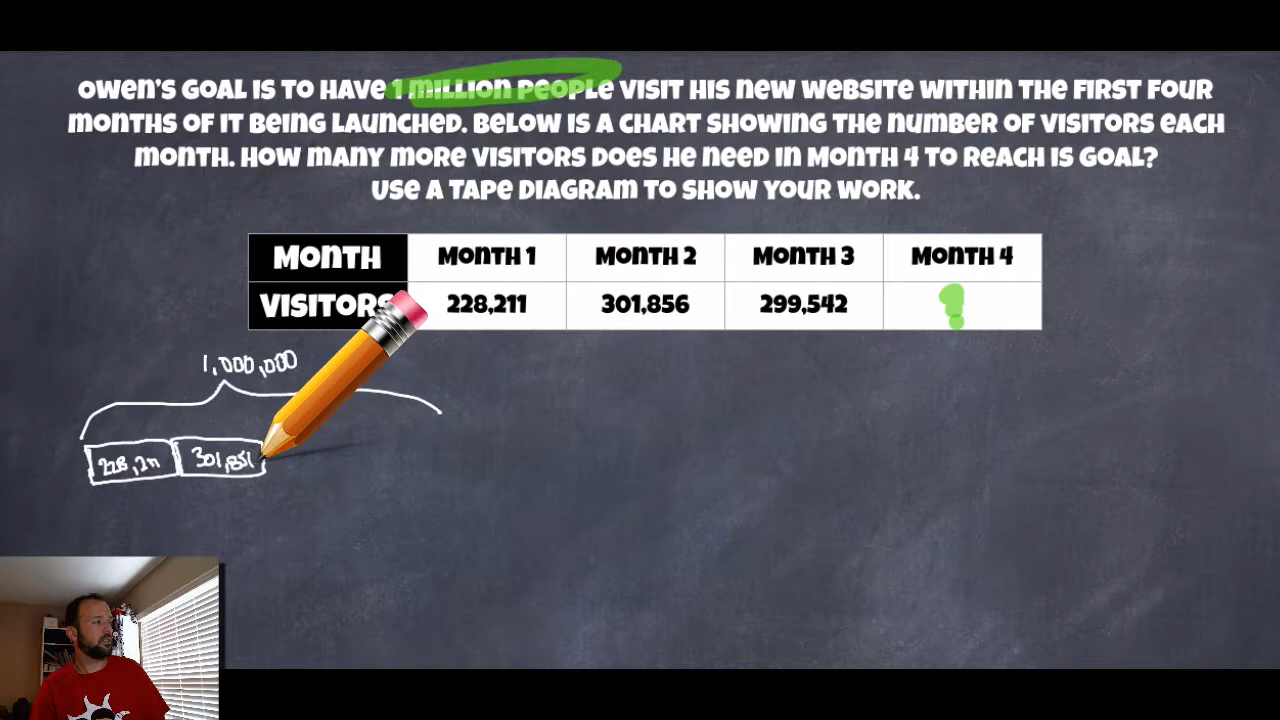 Owen's goal is to have 1 million people visit his new website within the first four
months of it being launched. Below is a chart showing the number of visitors each
month. How many more visitors does he need in Month 4 to reach is goal?
Use a tape diagram to show your work.
Month Month 1 Month 2 Month 3 Month 4
Visitors 228,211 301,856 299,542 ?
1,000,000
228,211 301,85